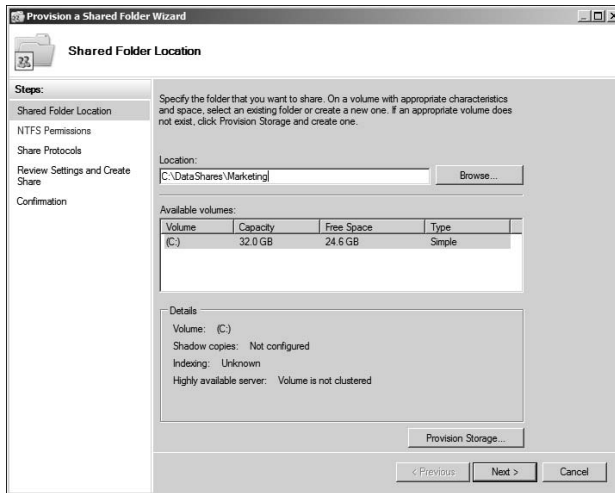 Provision a Shared Folder Wizard
Shared Folder Location
Steps:
Shared Folder Location
NTFS Permissions
Share Protocols
Review Settings and Create
Share
Confirmation
Specify the folder that you want to share. On a volume with appropriate characteristics
and space, select an existing folder or create a new one. If an appropriate volume does
not exist, click Provision Storage and create one.
Location:
C:\DataShares\Marketing
Browse...
Available volumes:
Volume Capacity Free Space Type
(C:) 32.0 GB 24.6 GB Simple
Details
Volume: (C:)
Shadow copies: Not configured
Indexing: Unknown
Highly available server: Volume is not clustered
Provision Storage...
< Previous Next > Cancel